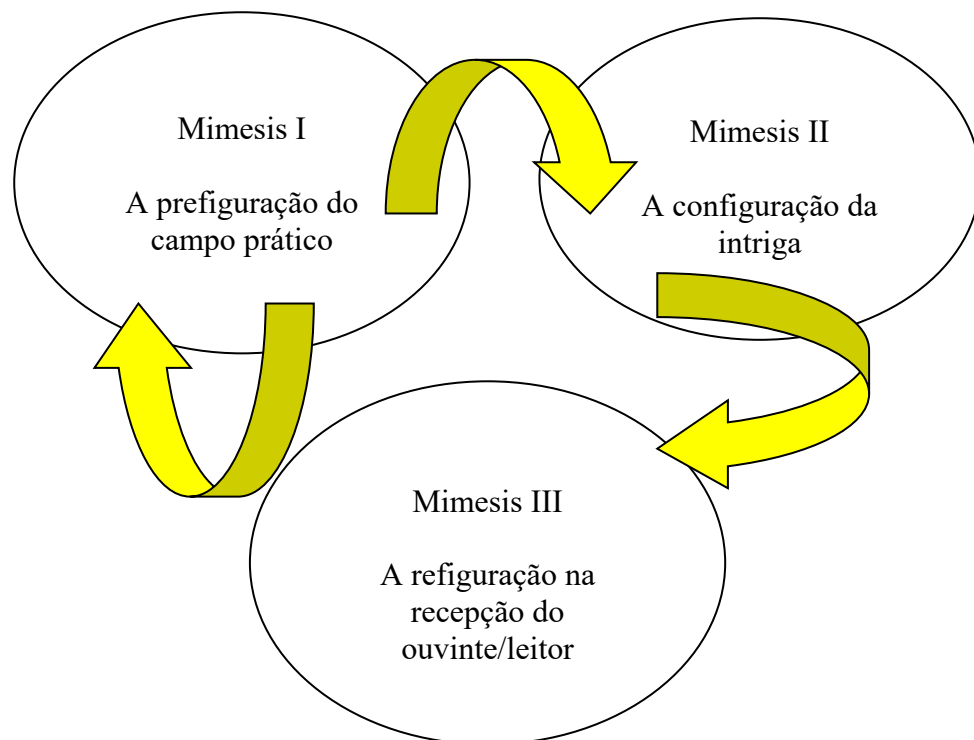 Mimesis I
A prefiguração do
campo prático
Mimesis II
A configuração da
intriga
Mimesis III
A refiguração na
recepção do
ouvinte/leitor